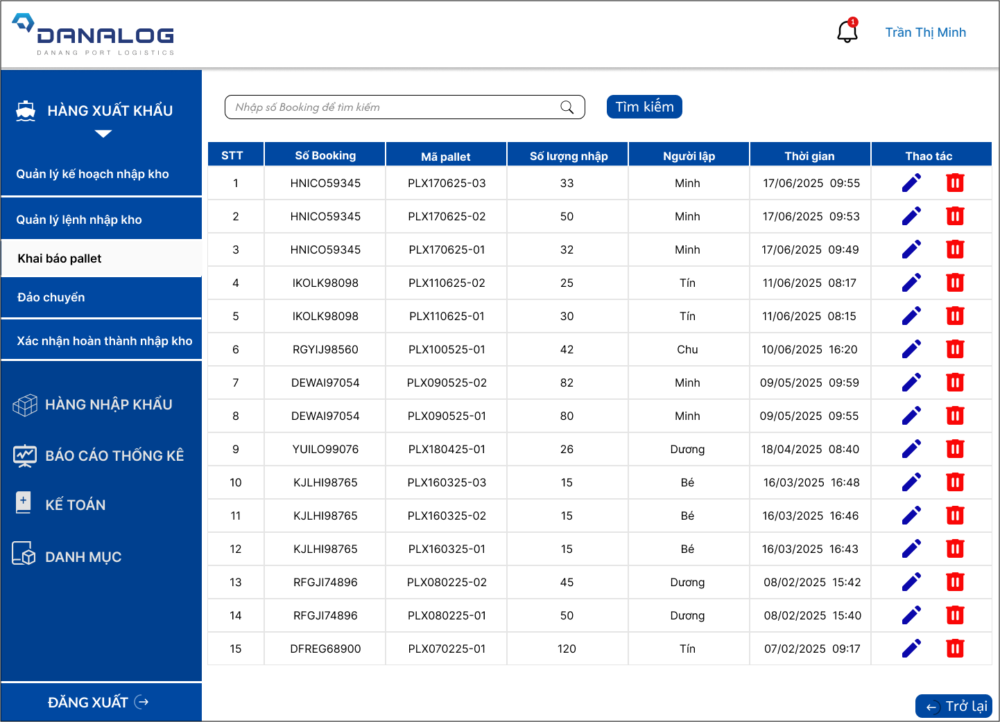 DANALOG
DANANG PORT LOGISTICS
1
Trần Thị Minh
HÀNG XUẤT KHẨU
Quản lý kế hoạch nhập kho
Quản lý lệnh nhập kho
Khai báo pallet
Đảo chuyển
Xác nhận hoàn thành nhập kho
HÀNG NHẬP KHẨU
BÁO CÁO THỐNG KÊ
KẾ TOÁN
DANH MỤC
ĐĂNG XUẤT
Nhập số Booking để tìm kiếm
Tìm kiếm
STT Số Booking Mã pallet Số lượng nhập Người lập Thời gian Thao tác
1 HNICO59345 PLX170625-03 33 Minh 17/06/2025 09:55
2 HNICO59345 PLX170625-02 50 Minh 17/06/2025 09:53
3 HNICO59345 PLX170625-01 32 Minh 17/06/2025 09:49
4 IKOLK98098 PLX110625-02 25 Tín 11/06/2025 08:17
5 IKOLK98098 PLX110625-01 30 Tín 11/06/2025 08:15
6 RGYIJ98560 PLX100525-01 42 Chu 10/06/2025 16:20
7 DEWAI97054 PLX090525-02 82 Minh 09/05/2025 09:59
8 DEWAI97054 PLX090525-01 80 Minh 09/05/2025 09:55
9 YUILO99076 PLX180425-01 26 Dương 18/04/2025 08:40
10 KJLHI98765 PLX160325-03 15 Bé 16/03/2025 16:48
11 KJLHI98765 PLX160325-02 15 Bé 16/03/2025 16:46
12 KJLHI98765 PLX160325-01 15 Bé 16/03/2025 16:43
13 RFGJI74896 PLX080225-02 45 Dương 08/02/2025 15:42
14 RFGJI74896 PLX080225-01 50 Dương 08/02/2025 15:40
15 DFREG68900 PLX070225-01 120 Tín 07/02/2025 09:17
Trở lại